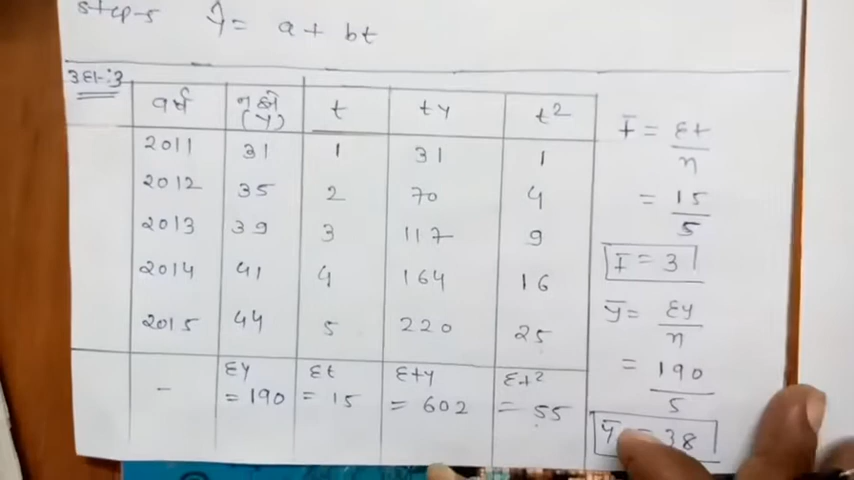 step-5 ŷ = a + bt
ઉદા-:3
વર્ષ નફો (y) t ty t²
2011 31 1 31 1
2012 35 2 70 4
2013 39 3 117 9
2014 41 4 164 16
2015 44 5 220 25
- Σy = 190 Σt = 15 Σty = 602 Σt² = 55
t̄ = Σt / n
= 15 / 5
t̄ = 3
ȳ = Σy / n
= 190 / 5
ȳ = 38